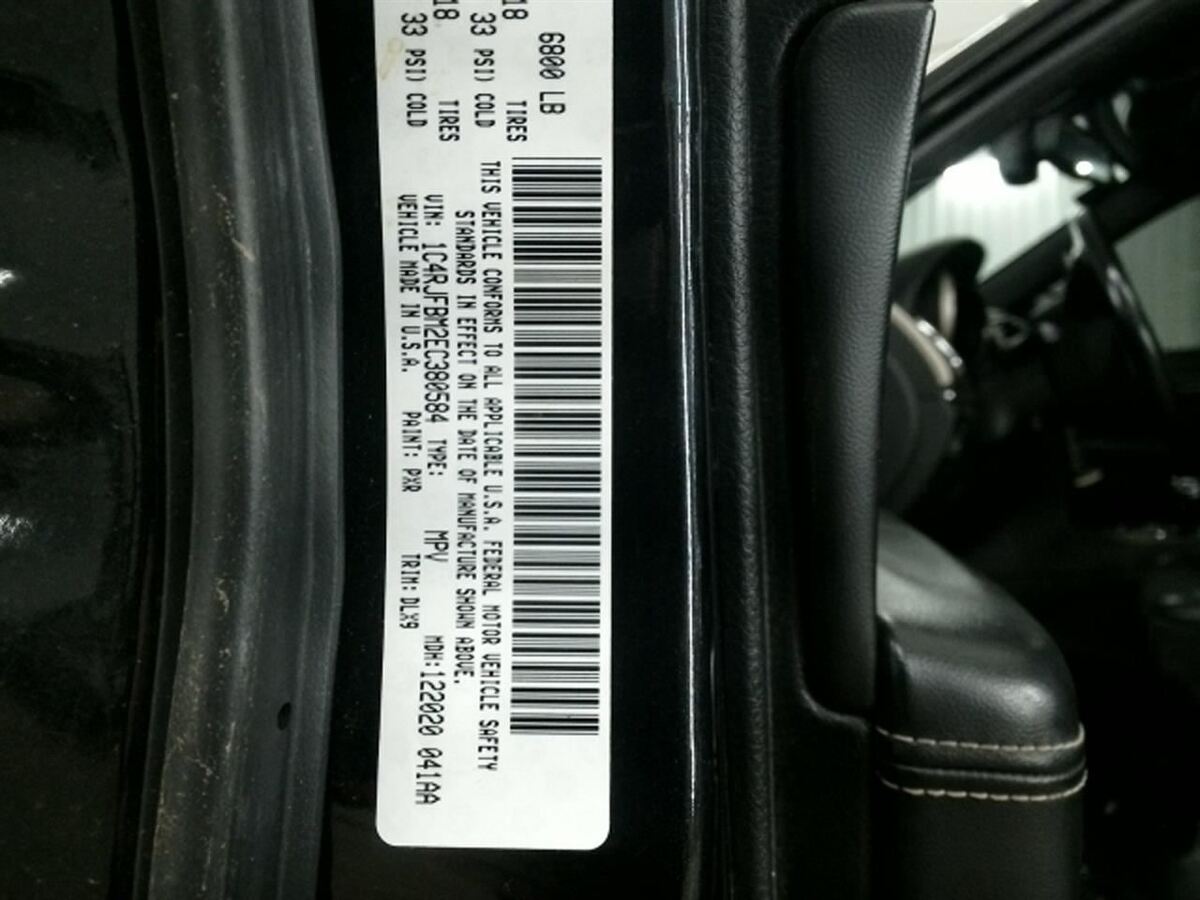 6800 LB
18 TIRES
33 PSI) COLD
18 TIRES
33 PSI) COLD
THIS VEHICLE CONFORMS TO ALL APPLICABLE U.S.A. FEDERAL MOTOR VEHICLE SAFETY
STANDARDS IN EFFECT ON THE DATE OF MANUFACTURE SHOWN ABOVE.
VIN: 1C4RJFBM2EC380584 TYPE: MPV MDH:122020 041AA
VEHICLE MADE IN U.S.A. PAINT: PXR TRIM: DLX9